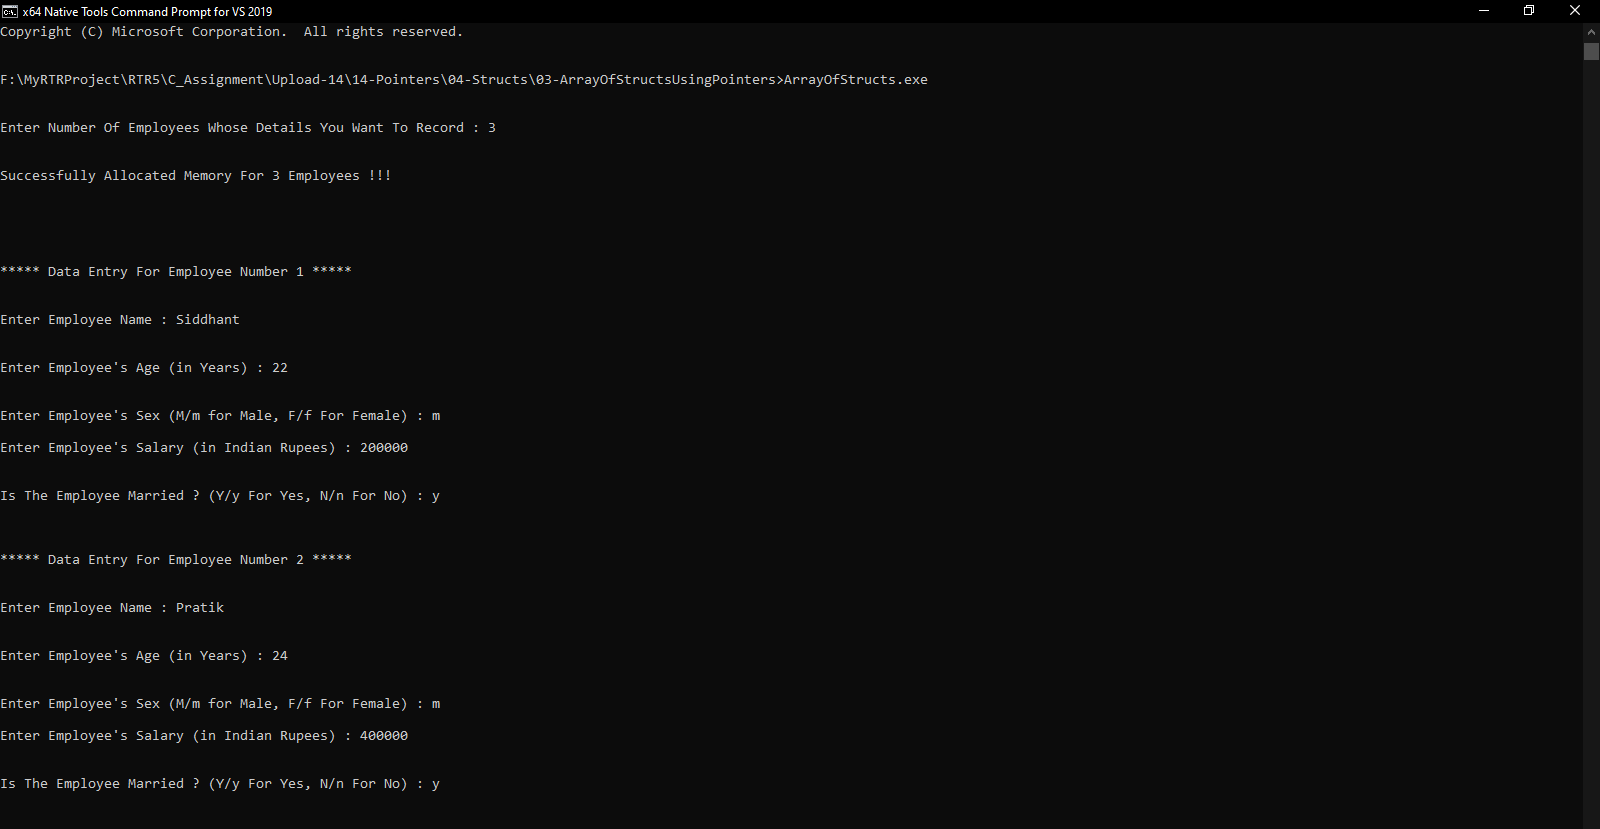 x64 Native Tools Command Prompt for VS 2019
Copyright (C) Microsoft Corporation.  All rights reserved.
F:\MyRTRProject\RTR5\C_Assignment\Upload-14\14-Pointers\04-Structs\03-ArrayOfStructsUsingPointers>ArrayOfStructs.exe
Enter Number Of Employees Whose Details You Want To Record : 3
Successfully Allocated Memory For 3 Employees !!!
***** Data Entry For Employee Number 1 *****
Enter Employee Name : Siddhant
Enter Employee's Age (in Years) : 22
Enter Employee's Sex (M/m for Male, F/f For Female) : m
Enter Employee's Salary (in Indian Rupees) : 200000
Is The Employee Married ? (Y/y For Yes, N/n For No) : y
***** Data Entry For Employee Number 2 *****
Enter Employee Name : Pratik
Enter Employee's Age (in Years) : 24
Enter Employee's Sex (M/m for Male, F/f For Female) : m
Enter Employee's Salary (in Indian Rupees) : 400000
Is The Employee Married ? (Y/y For Yes, N/n For No) : y